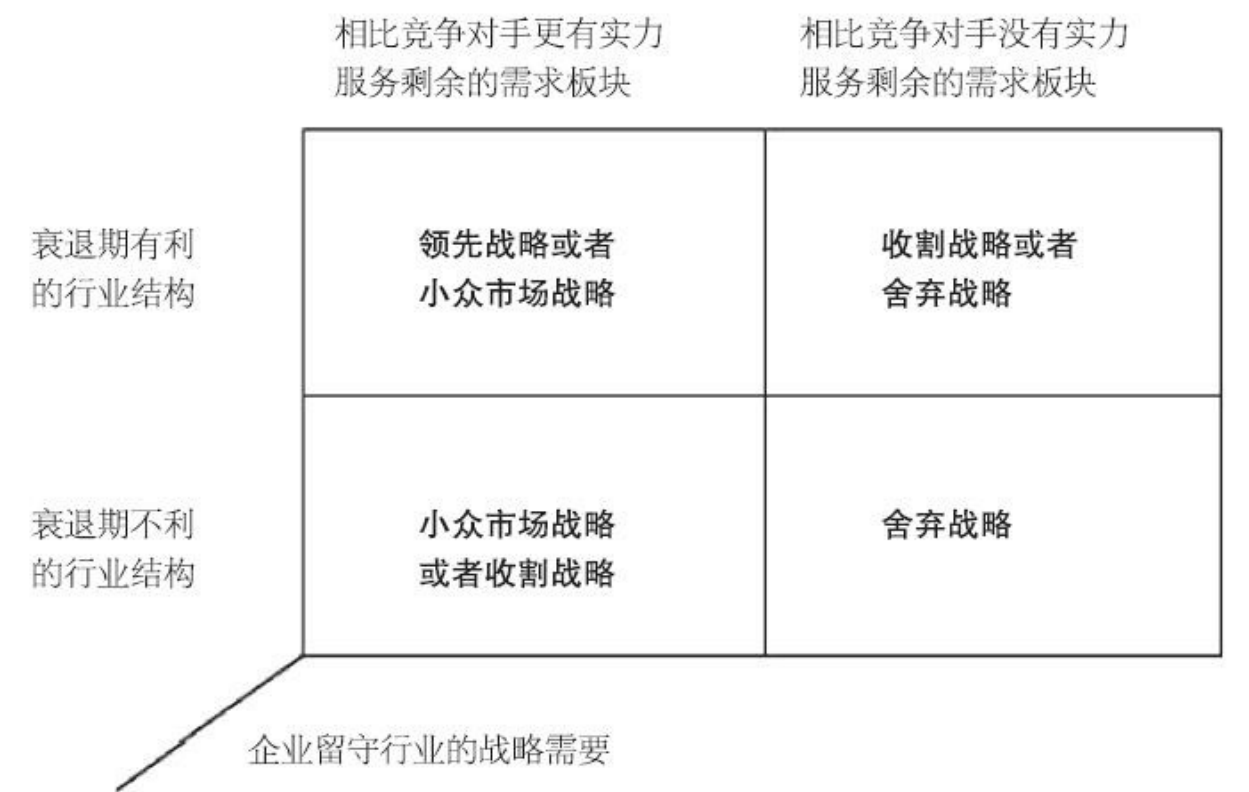 相比竞争对手更有实力
服务剩余的需求板块
相比竞争对手没有实力
服务剩余的需求板块
衰退期有利
的行业结构
领先战略或者
小众市场战略
收割战略或者
舍弃战略
衰退期不利
的行业结构
小众市场战略
或者收割战略
舍弃战略
企业留守行业的战略需要